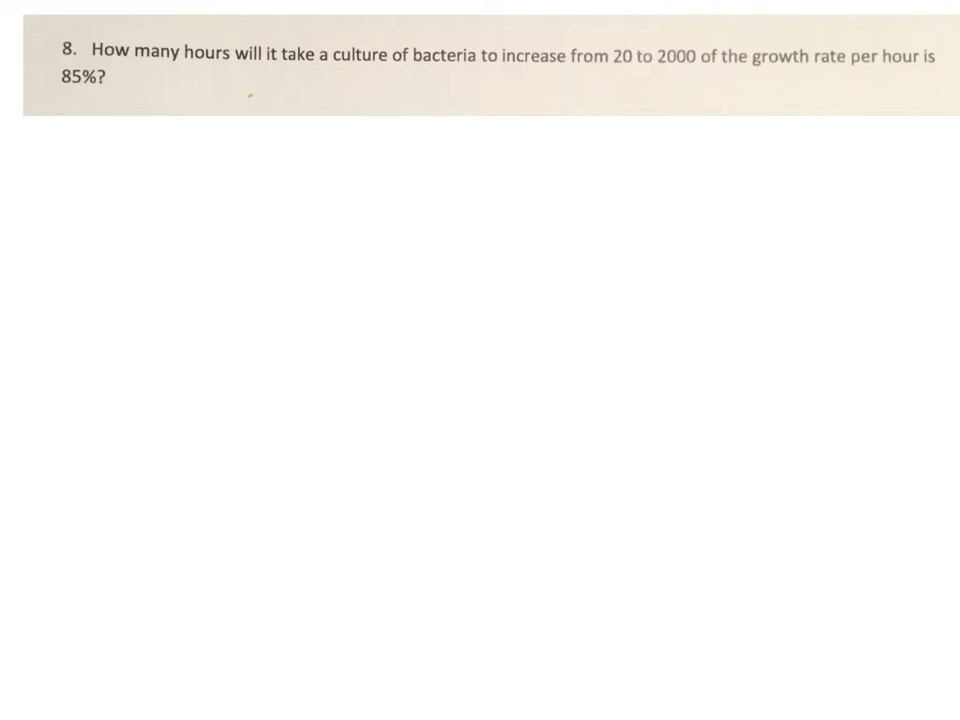 8. How many hours will it take a culture of bacteria to increase from 20 to 2000 of the growth rate per hour is
85%?